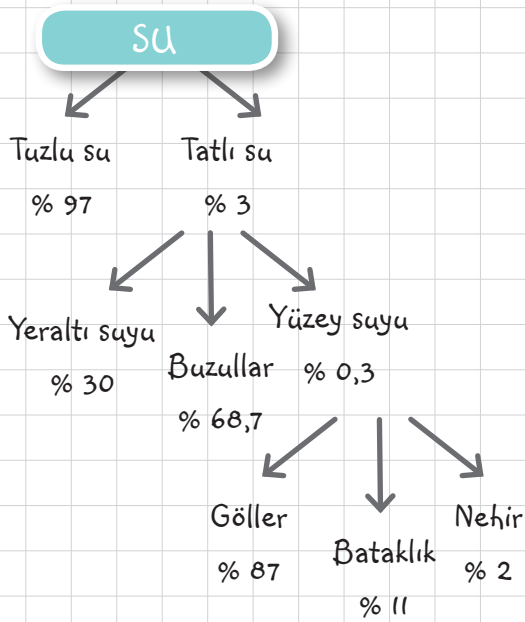 SU
Tuzlu su
Tatlı su
% 97
% 3
Yeraltı suyu
% 30
Buzullar
% 68,7
Yüzey suyu
% 0,3
Göller
% 87
Bataklık
% 11
Nehir
% 2